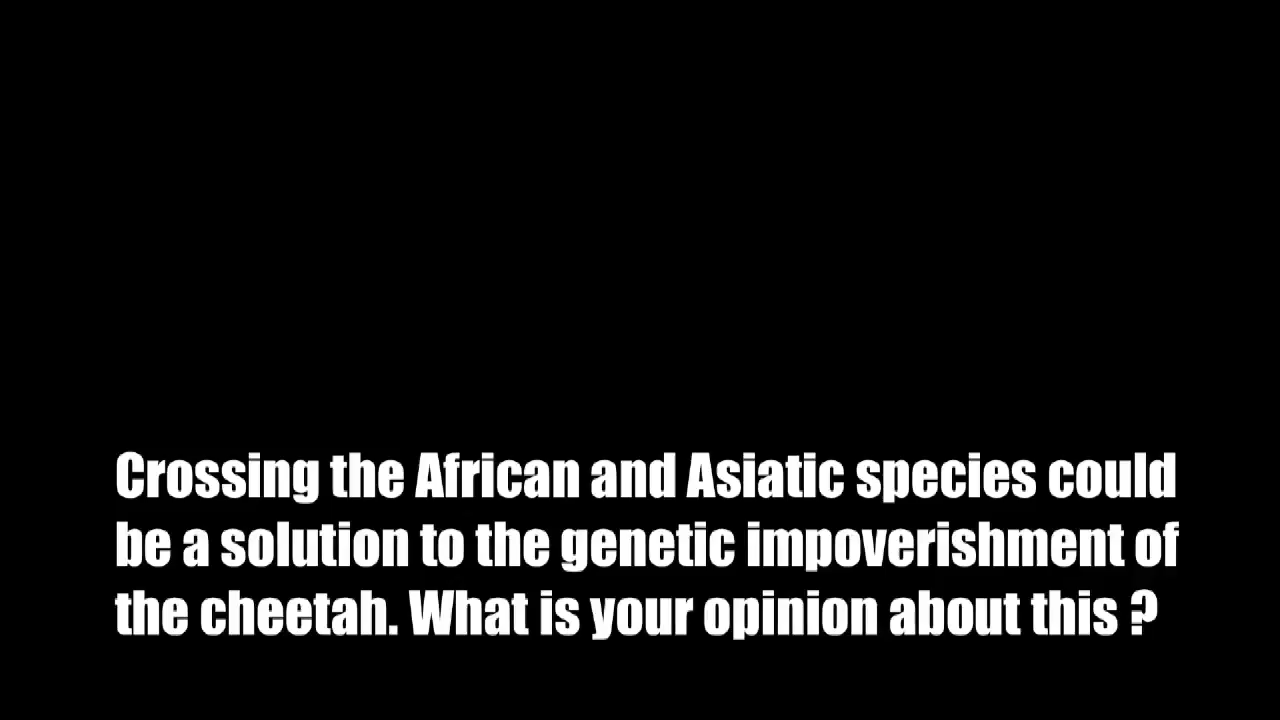 Crossing the African and Asiatic species could
be a solution to the genetic impoverishment of
the cheetah. What is your opinion about this ?